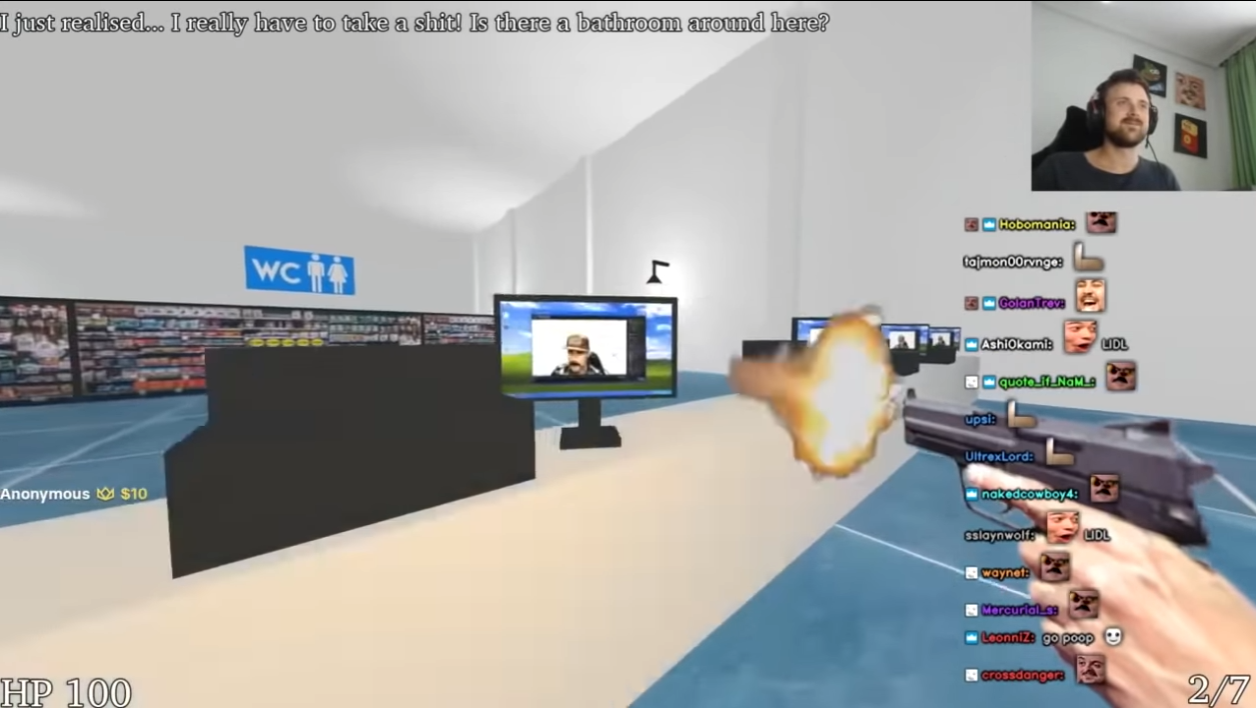 I just realised... I really have to take a shit! Is there a bathroom around here?
WC
Hobomania:
tajmon00rvnge:
GolanTrev:
AshiOkami: LIDL
quote_if_NaM_:
upsi:
UltrexLord:
Anonymous $10
nakedcowboy4:
sslaynwolf: LIDL
waynet:
Mercurial_s:
LeonniZ: go poop
crossdanger:
HP 100
2/7